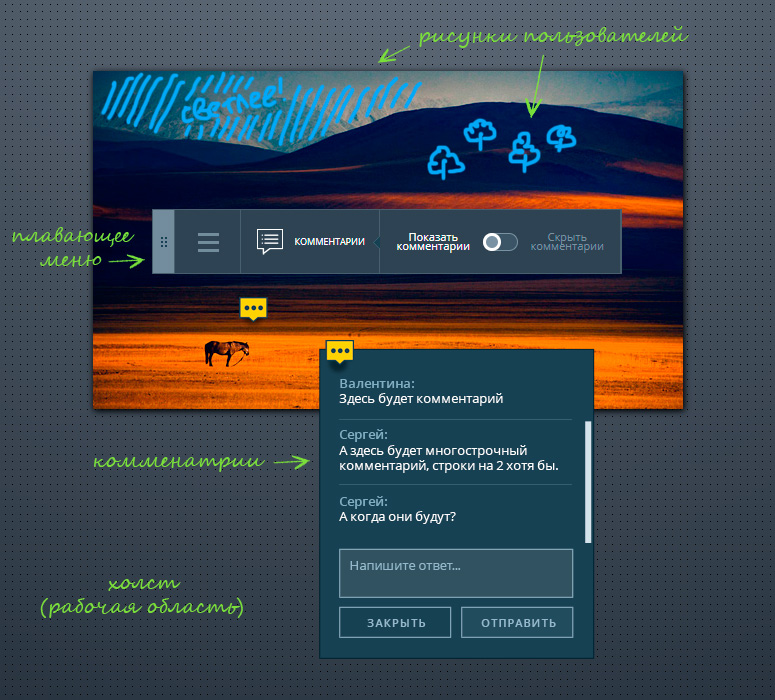 рисунки пользователей
светлее!
плавающее
меню
КОММЕНТАРИИ
Показать
комментарии
Скрыть
комментарии
Валентина:
Здесь будет комментарий
Сергей:
А здесь будет многострочный
комментарий, строки на 2 хотя бы.
комменатрии
Сергей:
А когда они будут?
Напишите ответ...
ЗАКРЫТЬ
ОТПРАВИТЬ
холст
(рабочая область)